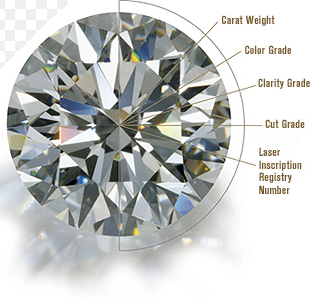 Carat Weight
Color Grade
Clarity Grade
Cut Grade
Laser
Inscription
Registry
Number